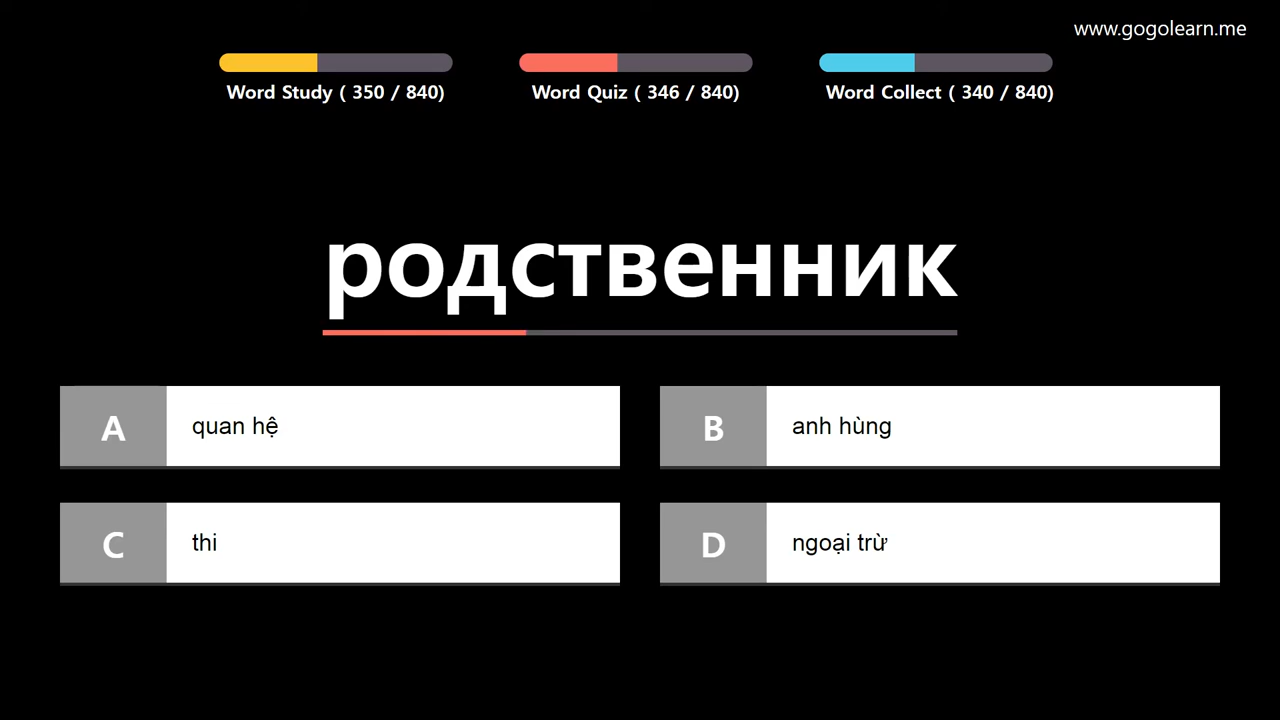 www.gogolearn.me
Word Study ( 350 / 840)
Word Quiz ( 346 / 840)
Word Collect ( 340 / 840)
родственник
A quan hệ
B anh hùng
C thi
D ngoại trừ